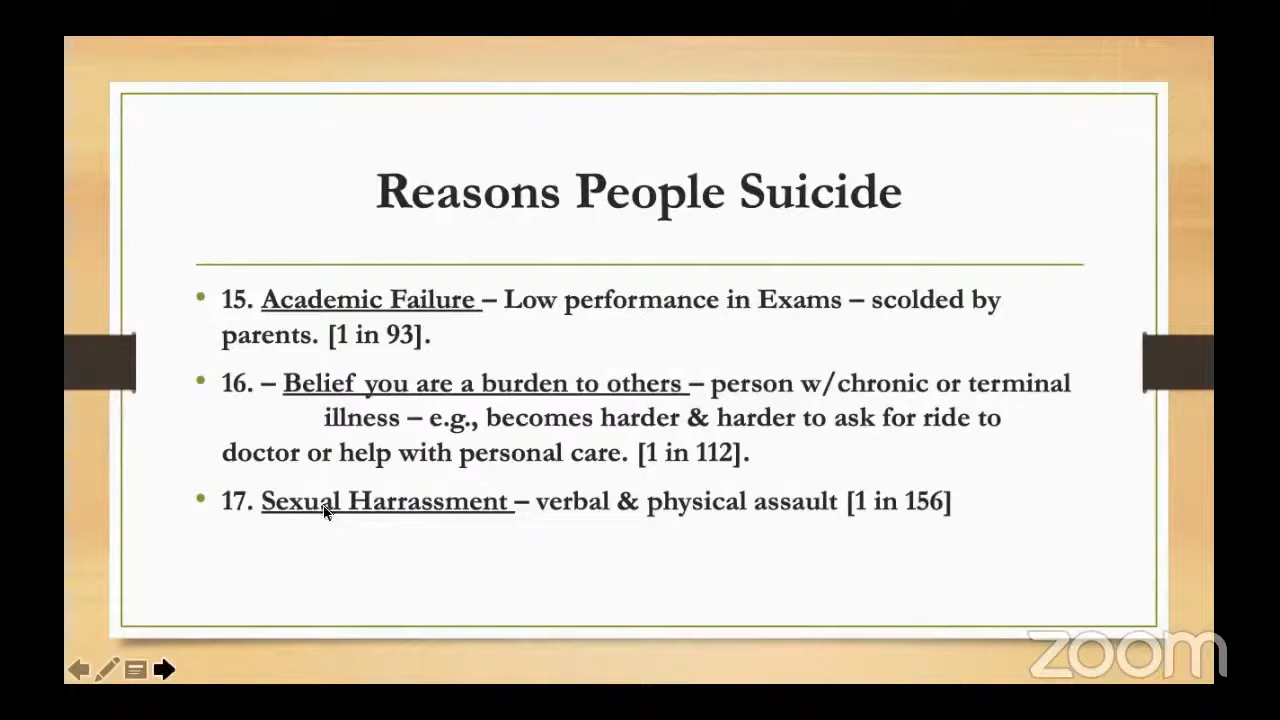 Reasons People Suicide
• 15. Academic Failure – Low performance in Exams – scolded by
parents. [1 in 93].
• 16. – Belief you are a burden to others – person w/chronic or terminal
illness – e.g., becomes harder & harder to ask for ride to
doctor or help with personal care. [1 in 112].
• 17. Sexual Harrassment – verbal & physical assault [1 in 156]
zoom